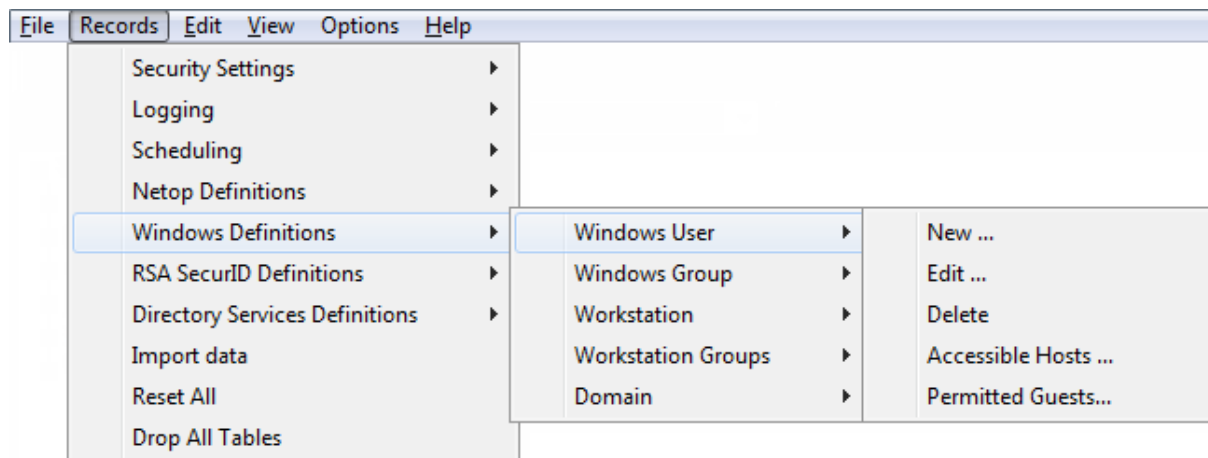 File Records Edit View Options Help
Security Settings
Logging
Scheduling
Netop Definitions
Windows Definitions
RSA SecurID Definitions
Directory Services Definitions
Import data
Reset All
Drop All Tables
Windows User
Windows Group
Workstation
Workstation Groups
Domain
New ...
Edit ...
Delete
Accessible Hosts ...
Permitted Guests...